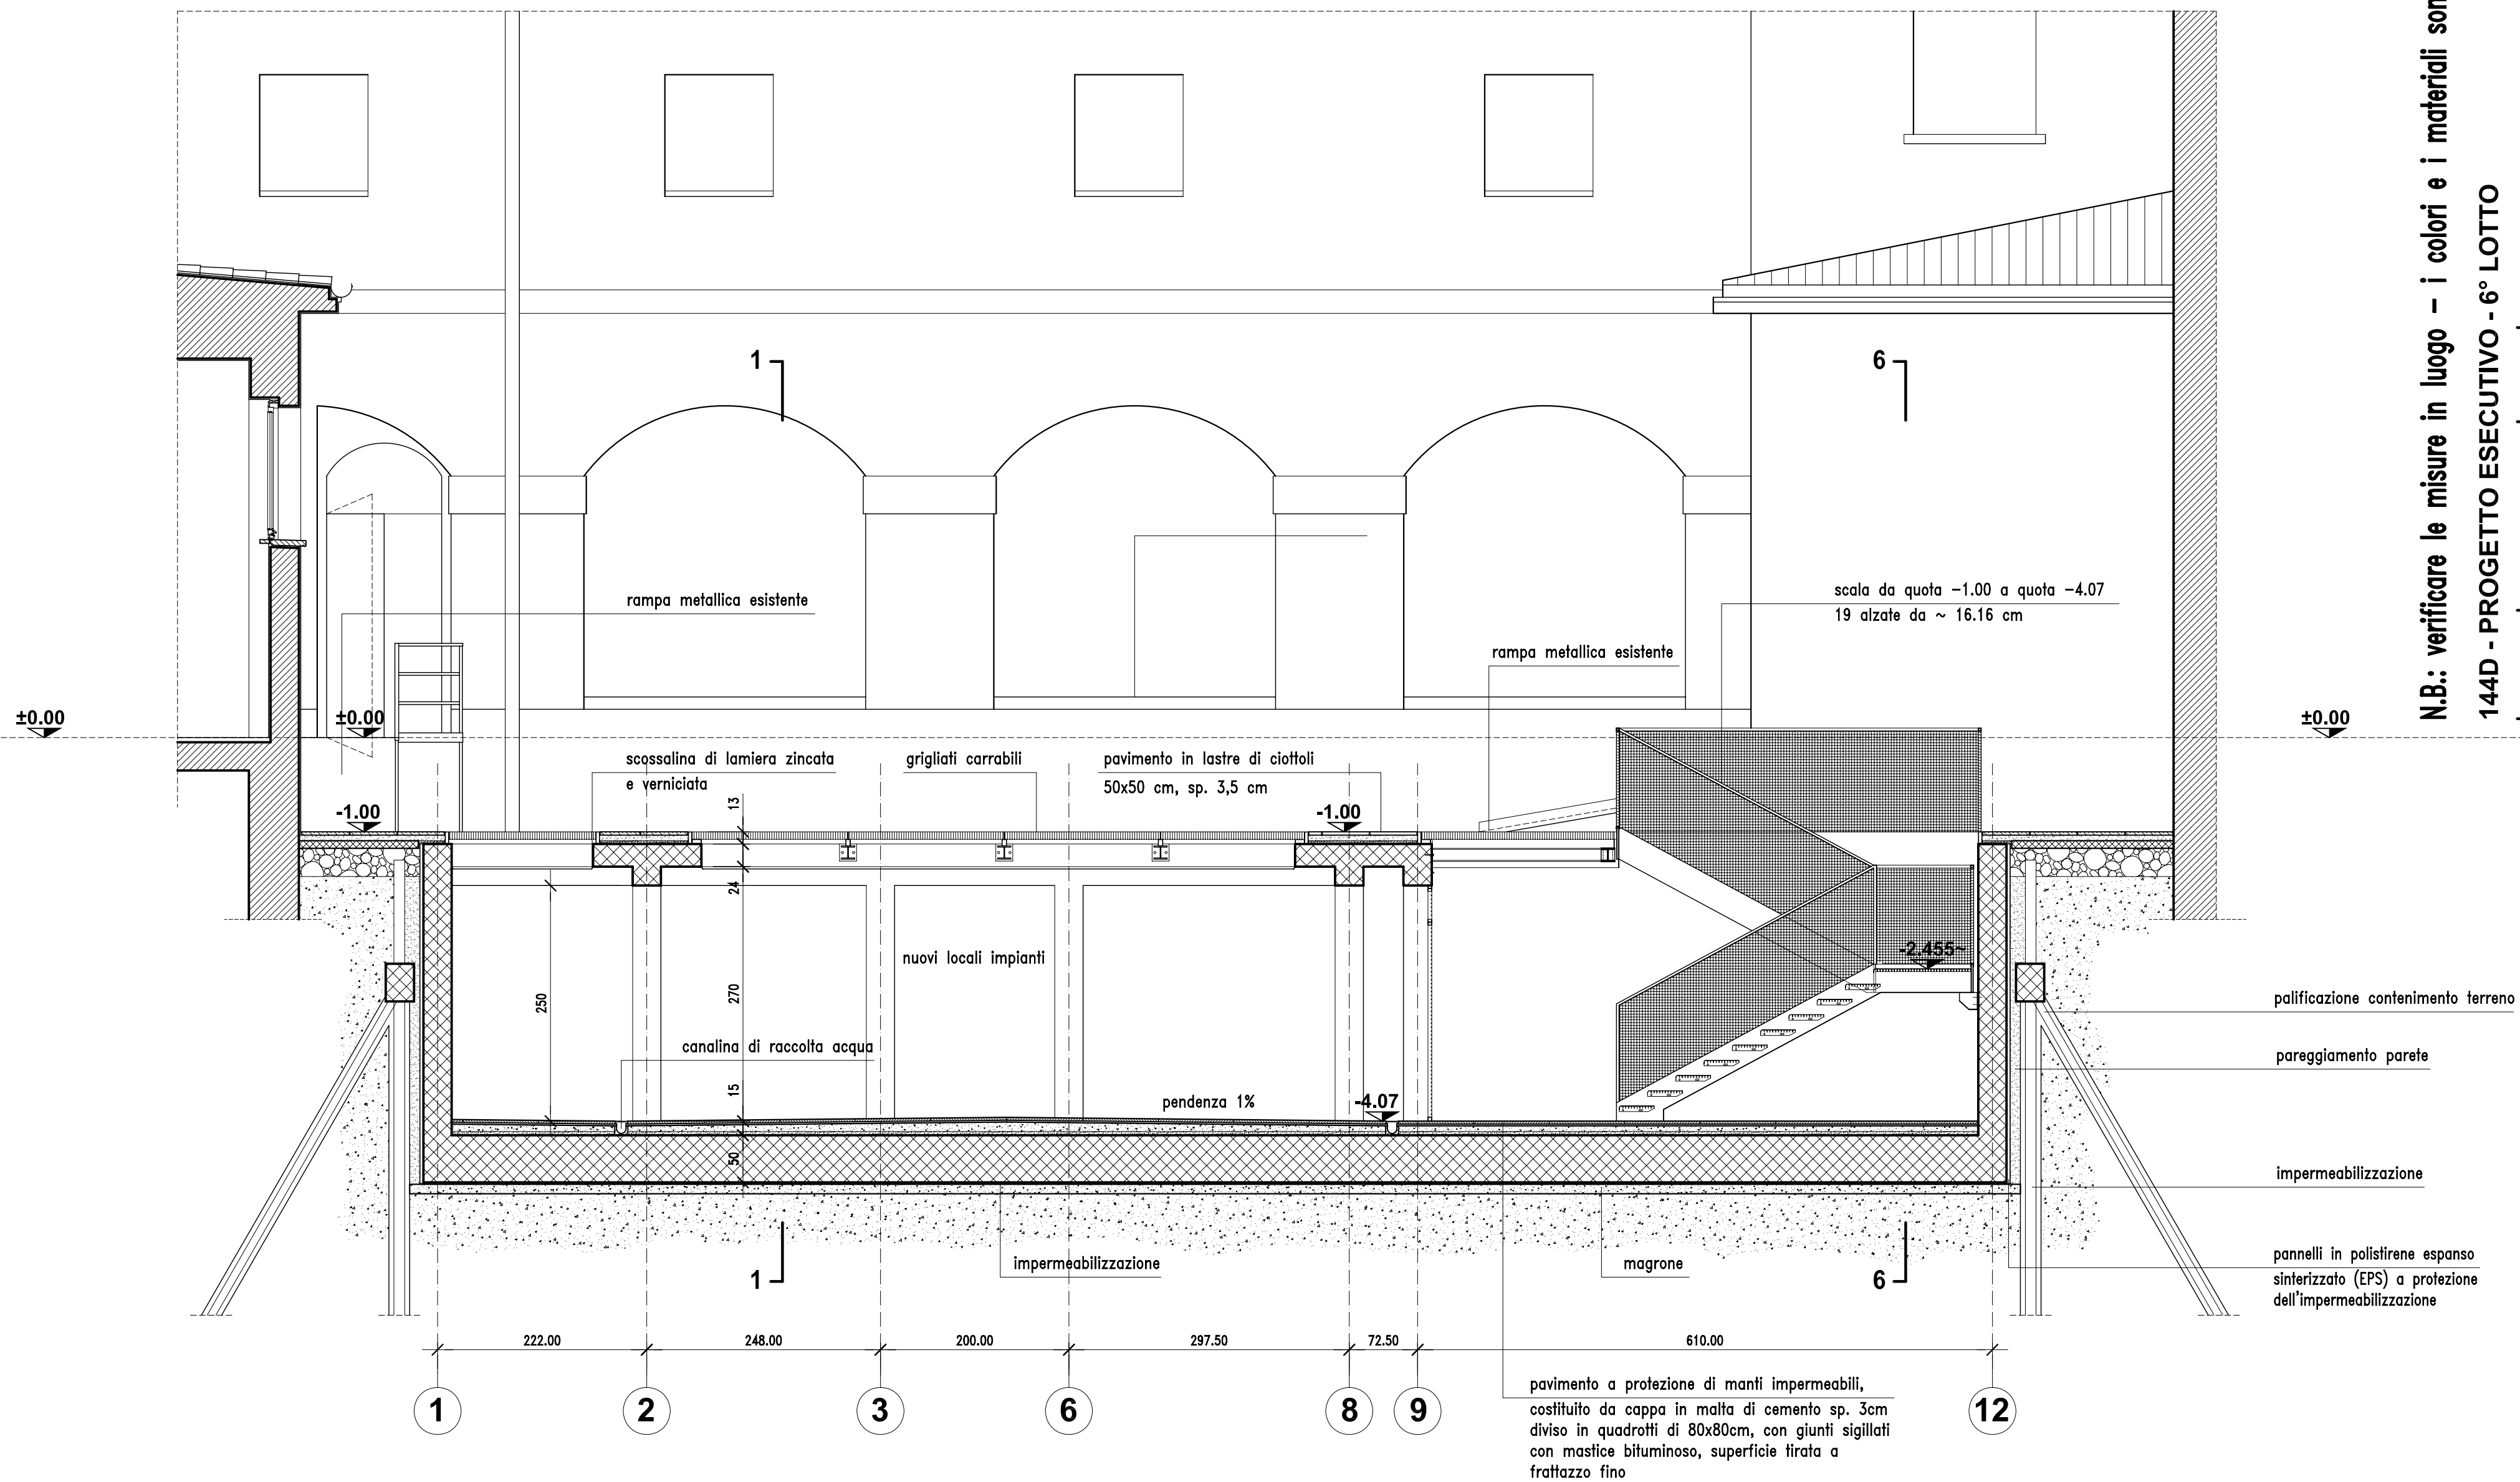 N.B.: verificare le misure in luogo - i colori e i materiali
144D - PROGETTO ESECUTIVO - 6° LOTTO
1
6
rampa metallica esistente
scala da quota -1.00 a quota -4.07
19 alzate da ~ 16.16 cm
rampa metallica esistente
±0.00
±0.00
±0.00
scossalina di lamiera zincata
e verniciata
grigliati carrabili
pavimento in lastre di ciottoli
50x50 cm, sp. 3,5 cm
13
-1.00
-1.00
24
nuovi locali impianti
-2.455~
250
270
palificazione contenimento terreno
canalina di raccolta acqua
pareggiamento parete
15
pendenza 1%
-4.07
50
impermeabilizzazione
impermeabilizzazione
magrone
1
6
pannelli in polistirene espanso
sinterizzato (EPS) a protezione
dell'impermeabilizzazione
222.00
248.00
200.00
297.50
72.50
610.00
1
2
3
6
8
9
12
pavimento a protezione di manti impermeabili,
costituito da cappa in malta di cemento sp. 3cm
diviso in quadrotti di 80x80cm, con giunti sigillati
con mastice bituminoso, superficie tirata a
frattazzo fino